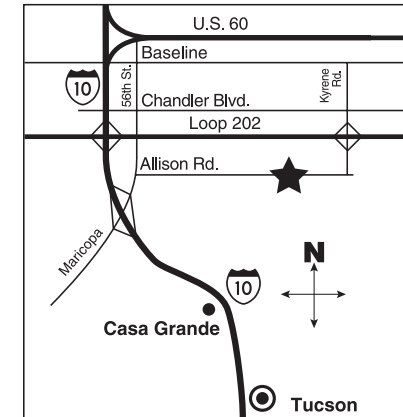 U.S. 60
Baseline
10
56th St.
Kyrene
Rd.
Chandler Blvd.
Loop 202
Allison Rd.
Maricopa
N
10
Casa Grande
Tucson